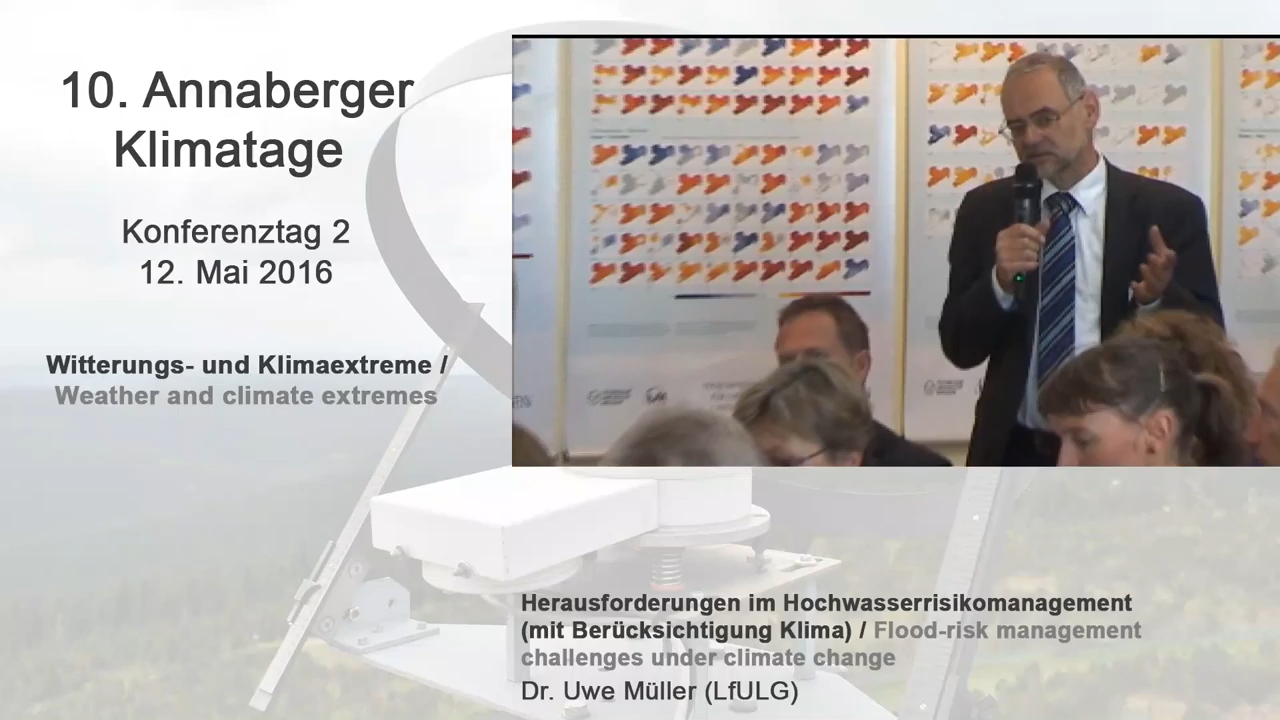 10. Annaberger
Klimatage
Konferenztag 2
12. Mai 2016
Witterungs- und Klimaextreme /
Weather and climate extremes
Herausforderungen im Hochwasserrisikomanagement
(mit Berücksichtigung Klima) / Flood-risk management
challenges under climate change
Dr. Uwe Müller (LfULG)